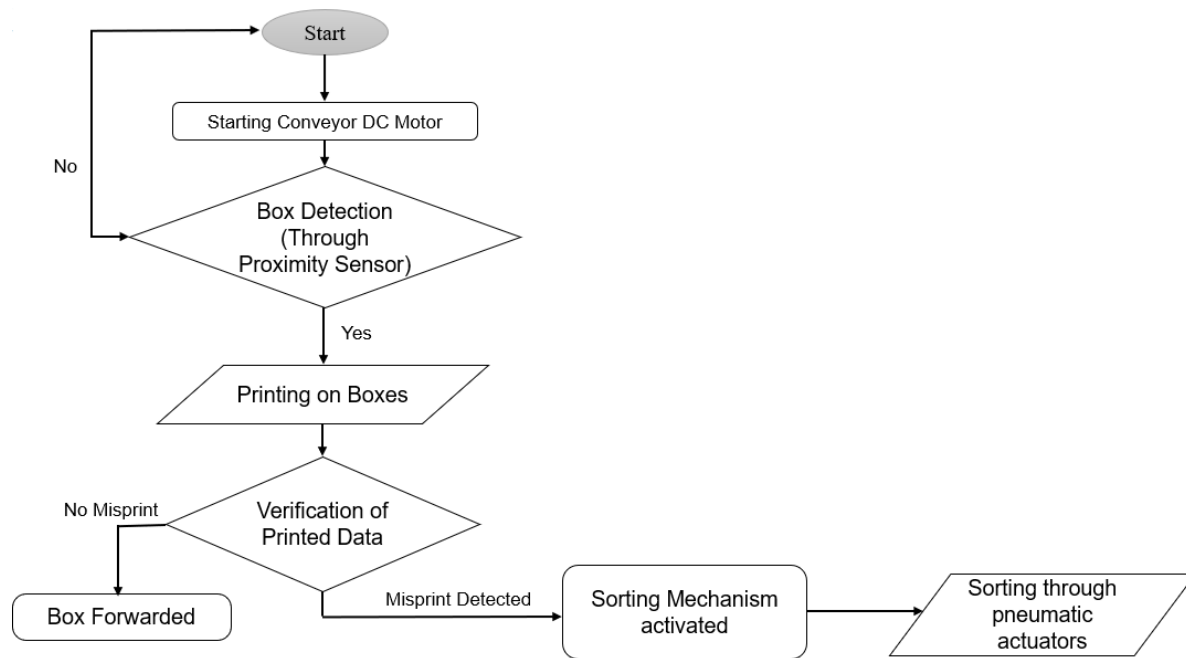 Start
Starting Conveyor DC Motor
No
Box Detection
(Through
Proximity Sensor)
Yes
Printing on Boxes
No Misprint
Verification of
Printed Data
Misprint Detected
Box Forwarded
Sorting Mechanism
activated
Sorting through
pneumatic
actuators